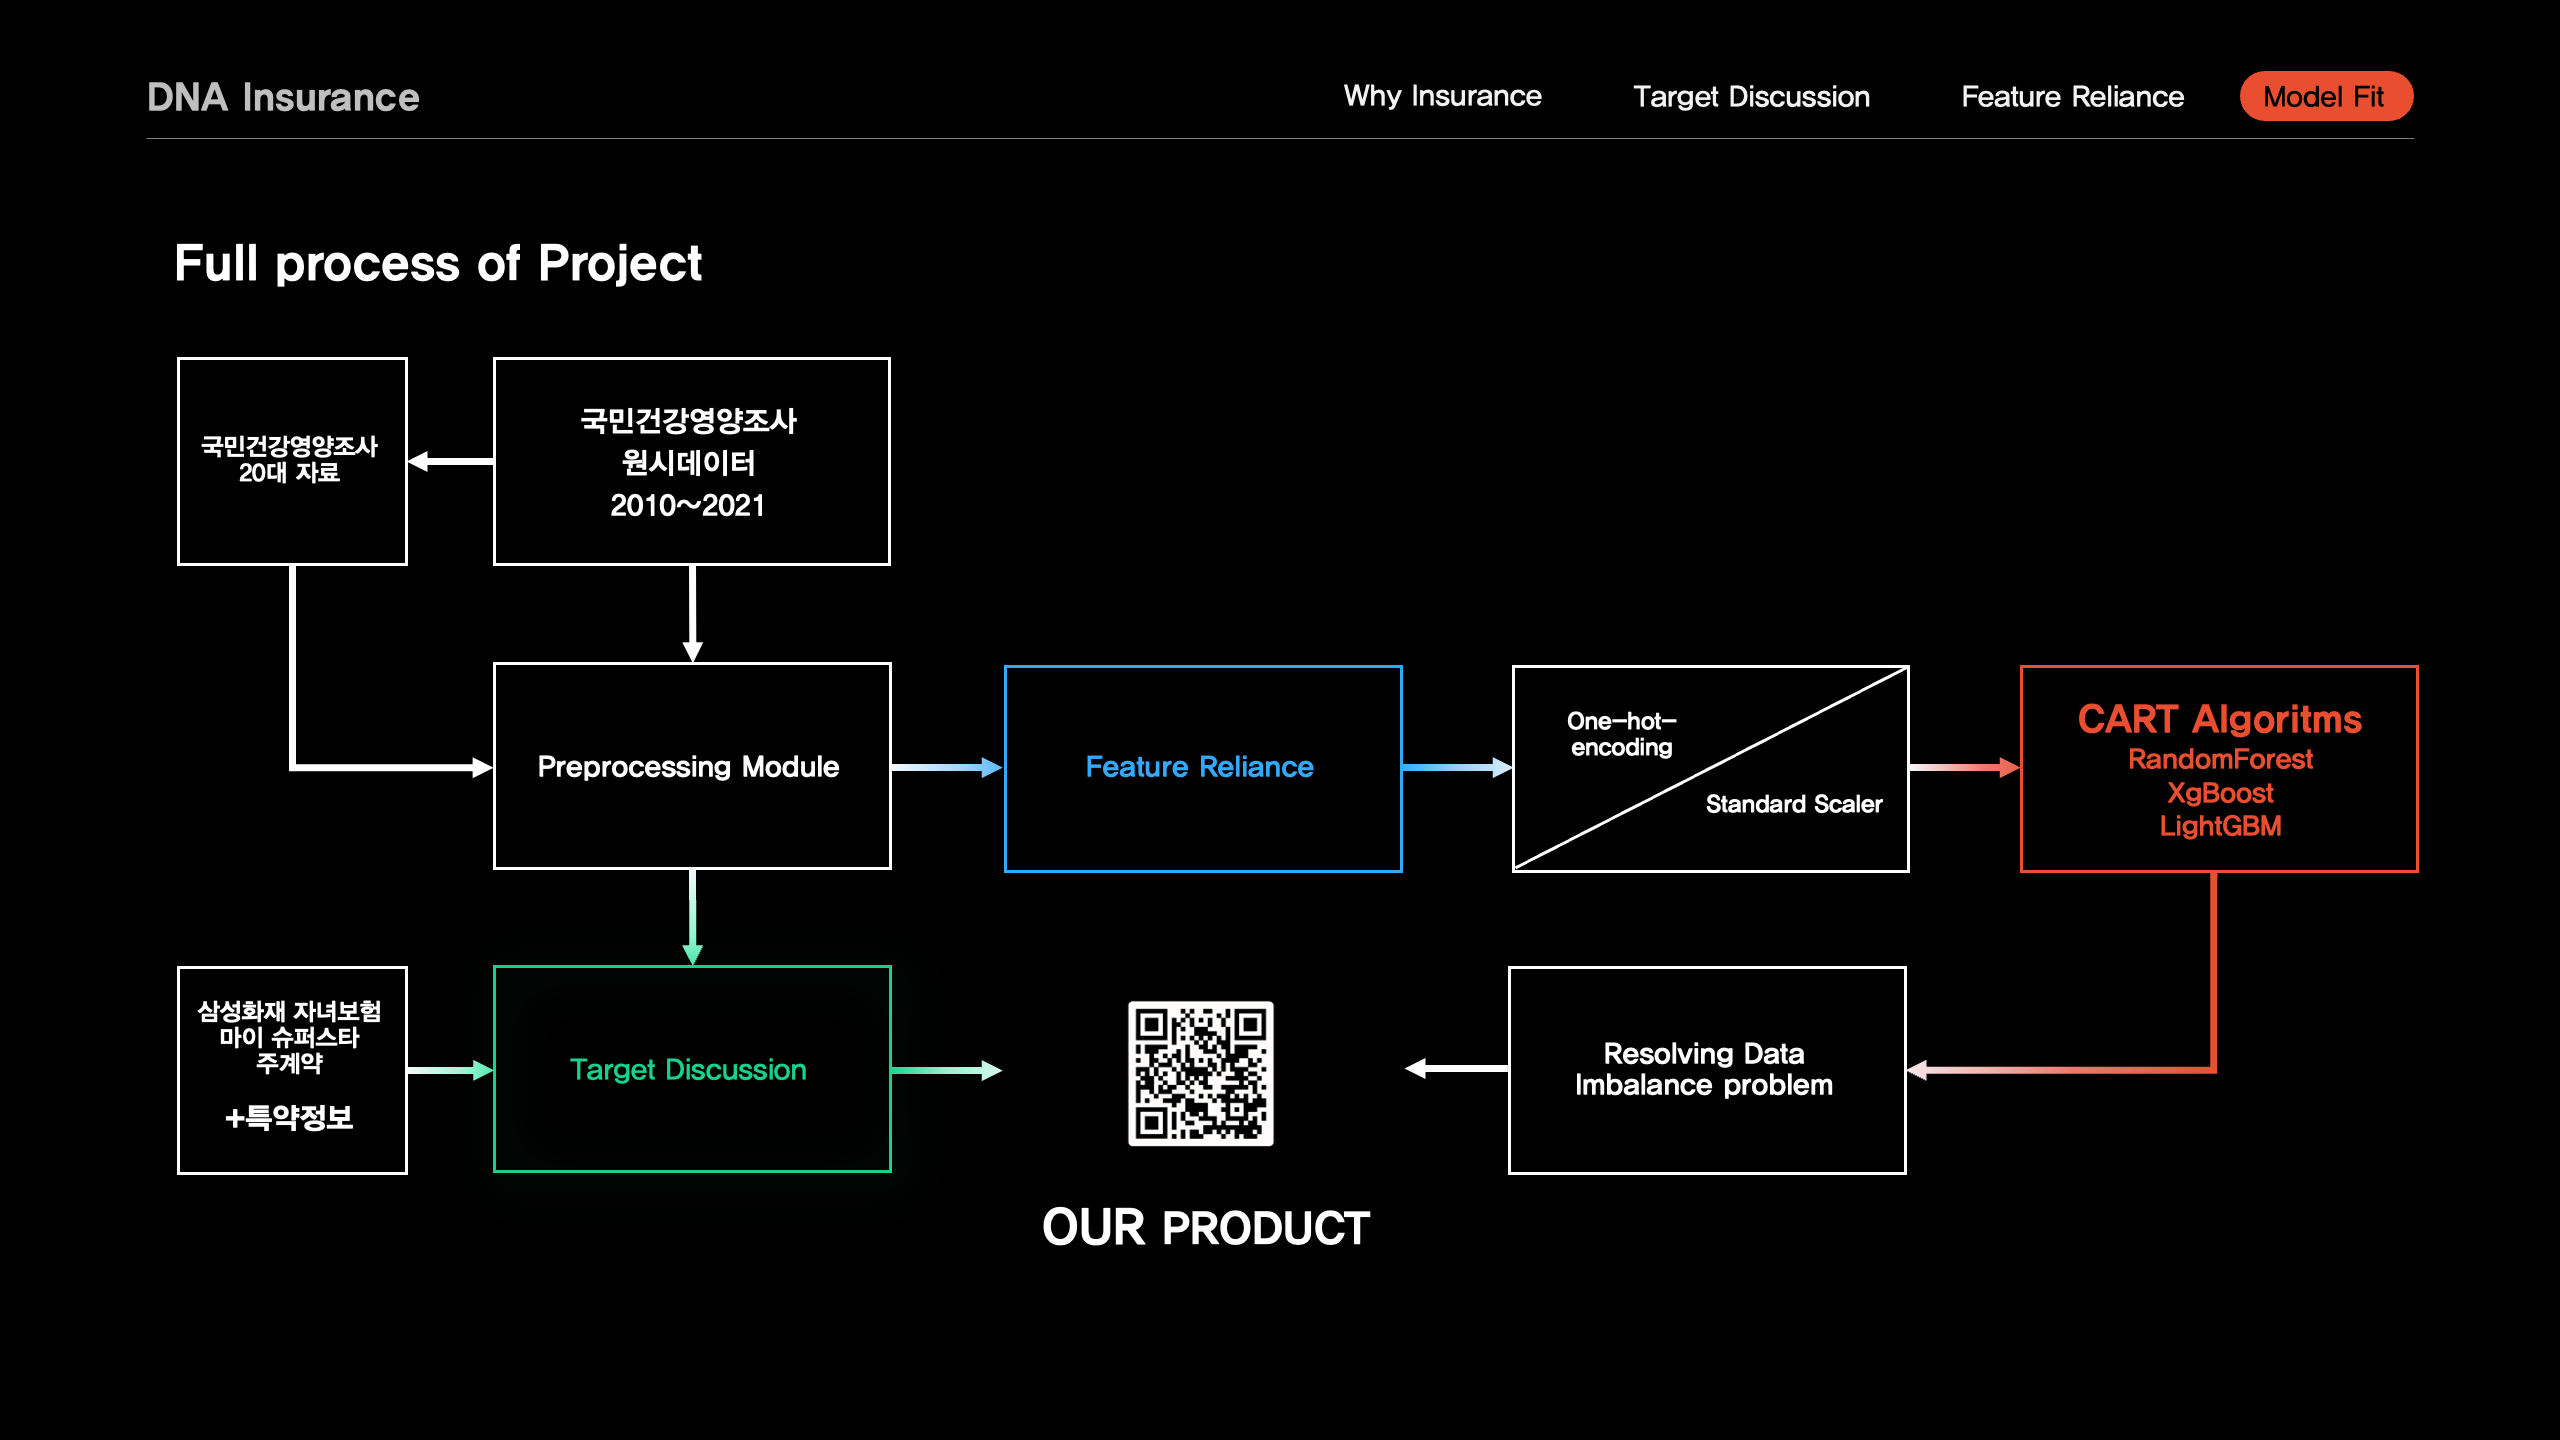 DNA Insurance
Why Insurance
Target Discussion
Feature Reliance
Model Fit
Full process of Project
국민건강영양조사
20대 자료
국민건강영양조사
원시데이터
2010~2021
Preprocessing Module
Feature Reliance
One-hot-
encoding
Standard Scaler
CART Algoritms
RandomForest
XgBoost
LightGBM
삼성화재 자녀보험
마이 슈퍼스타
주계약
+특약정보
Target Discussion
OUR PRODUCT
Resolving Data
Imbalance problem